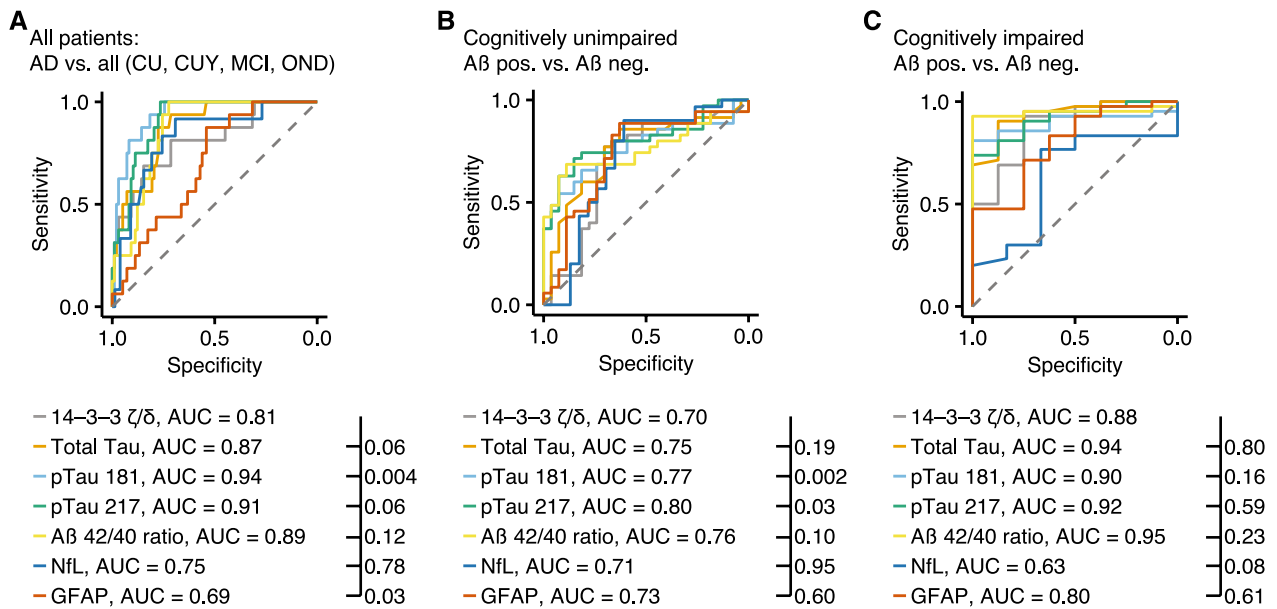 A
All patients:
AD vs. all (CU, CUY, MCI, OND)
1.0
0.5
0.0
Sensitivity
1.0 0.5 0.0
Specificity
14–3–3 ζ/δ, AUC = 0.81
Total Tau, AUC = 0.87 0.06
pTau 181, AUC = 0.94 0.004
pTau 217, AUC = 0.91 0.06
Aß 42/40 ratio, AUC = 0.89 0.12
NfL, AUC = 0.75 0.78
GFAP, AUC = 0.69 0.03
B
Cognitively unimpaired
Aß pos. vs. Aß neg.
1.0
0.5
0.0
Sensitivity
1.0 0.5 0.0
Specificity
14–3–3 ζ/δ, AUC = 0.70
Total Tau, AUC = 0.75 0.19
pTau 181, AUC = 0.77 0.002
pTau 217, AUC = 0.80 0.03
Aß 42/40 ratio, AUC = 0.76 0.10
NfL, AUC = 0.71 0.95
GFAP, AUC = 0.73 0.60
C
Cognitively impaired
Aß pos. vs. Aß neg.
1.0
0.5
0.0
Sensitivity
1.0 0.5 0.0
Specificity
14–3–3 ζ/δ, AUC = 0.88
Total Tau, AUC = 0.94 0.80
pTau 181, AUC = 0.90 0.16
pTau 217, AUC = 0.92 0.59
Aß 42/40 ratio, AUC = 0.95 0.23
NfL, AUC = 0.63 0.08
GFAP, AUC = 0.80 0.61